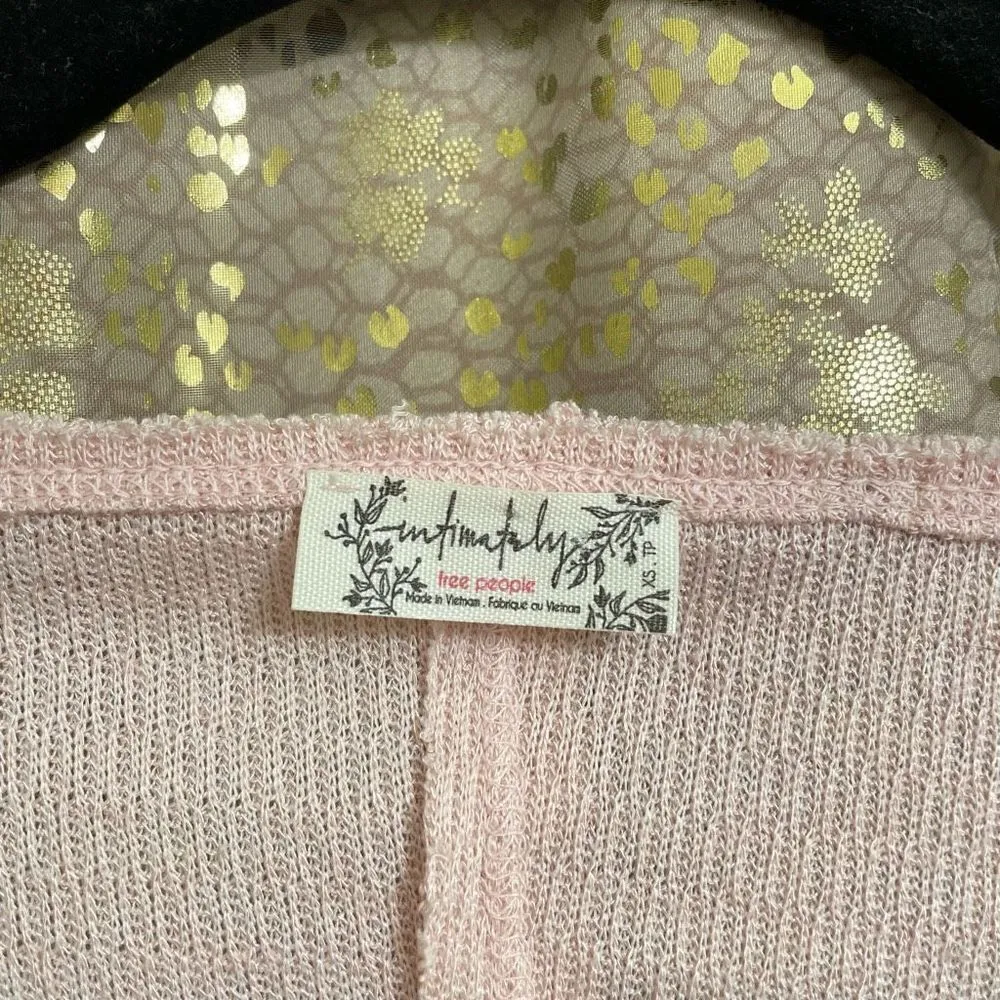 intimately
free people
Made in Vietnam . Fabriqué au Vietnam
XS . TP